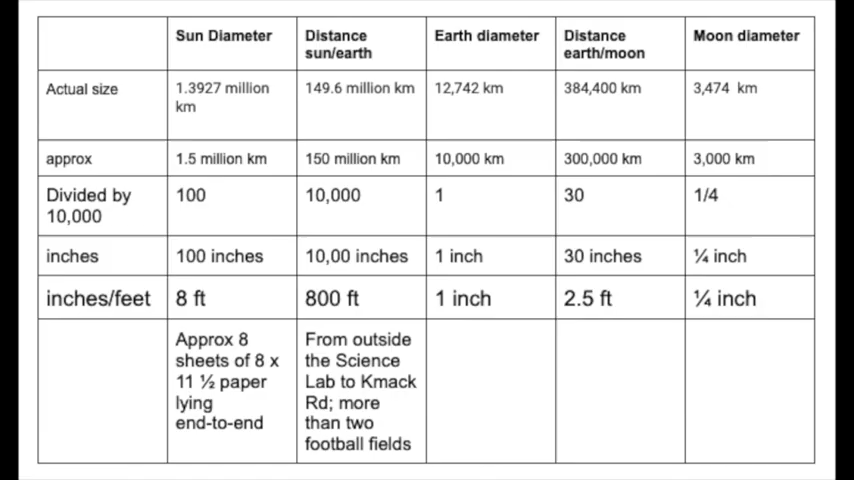 Sun Diameter Distance sun/earth Earth diameter Distance earth/moon Moon diameter
Actual size 1.3927 million km 149.6 million km 12,742 km 384,400 km 3,474 km
approx 1.5 million km 150 million km 10,000 km 300,000 km 3,000 km
Divided by 10,000 100 10,000 1 30 1/4
inches 100 inches 10,00 inches 1 inch 30 inches ¼ inch
inches/feet 8 ft 800 ft 1 inch 2.5 ft ¼ inch
Approx 8 sheets of 8 x 11 ½ paper lying end-to-end From outside the Science Lab to Kmack Rd; more than two football fields